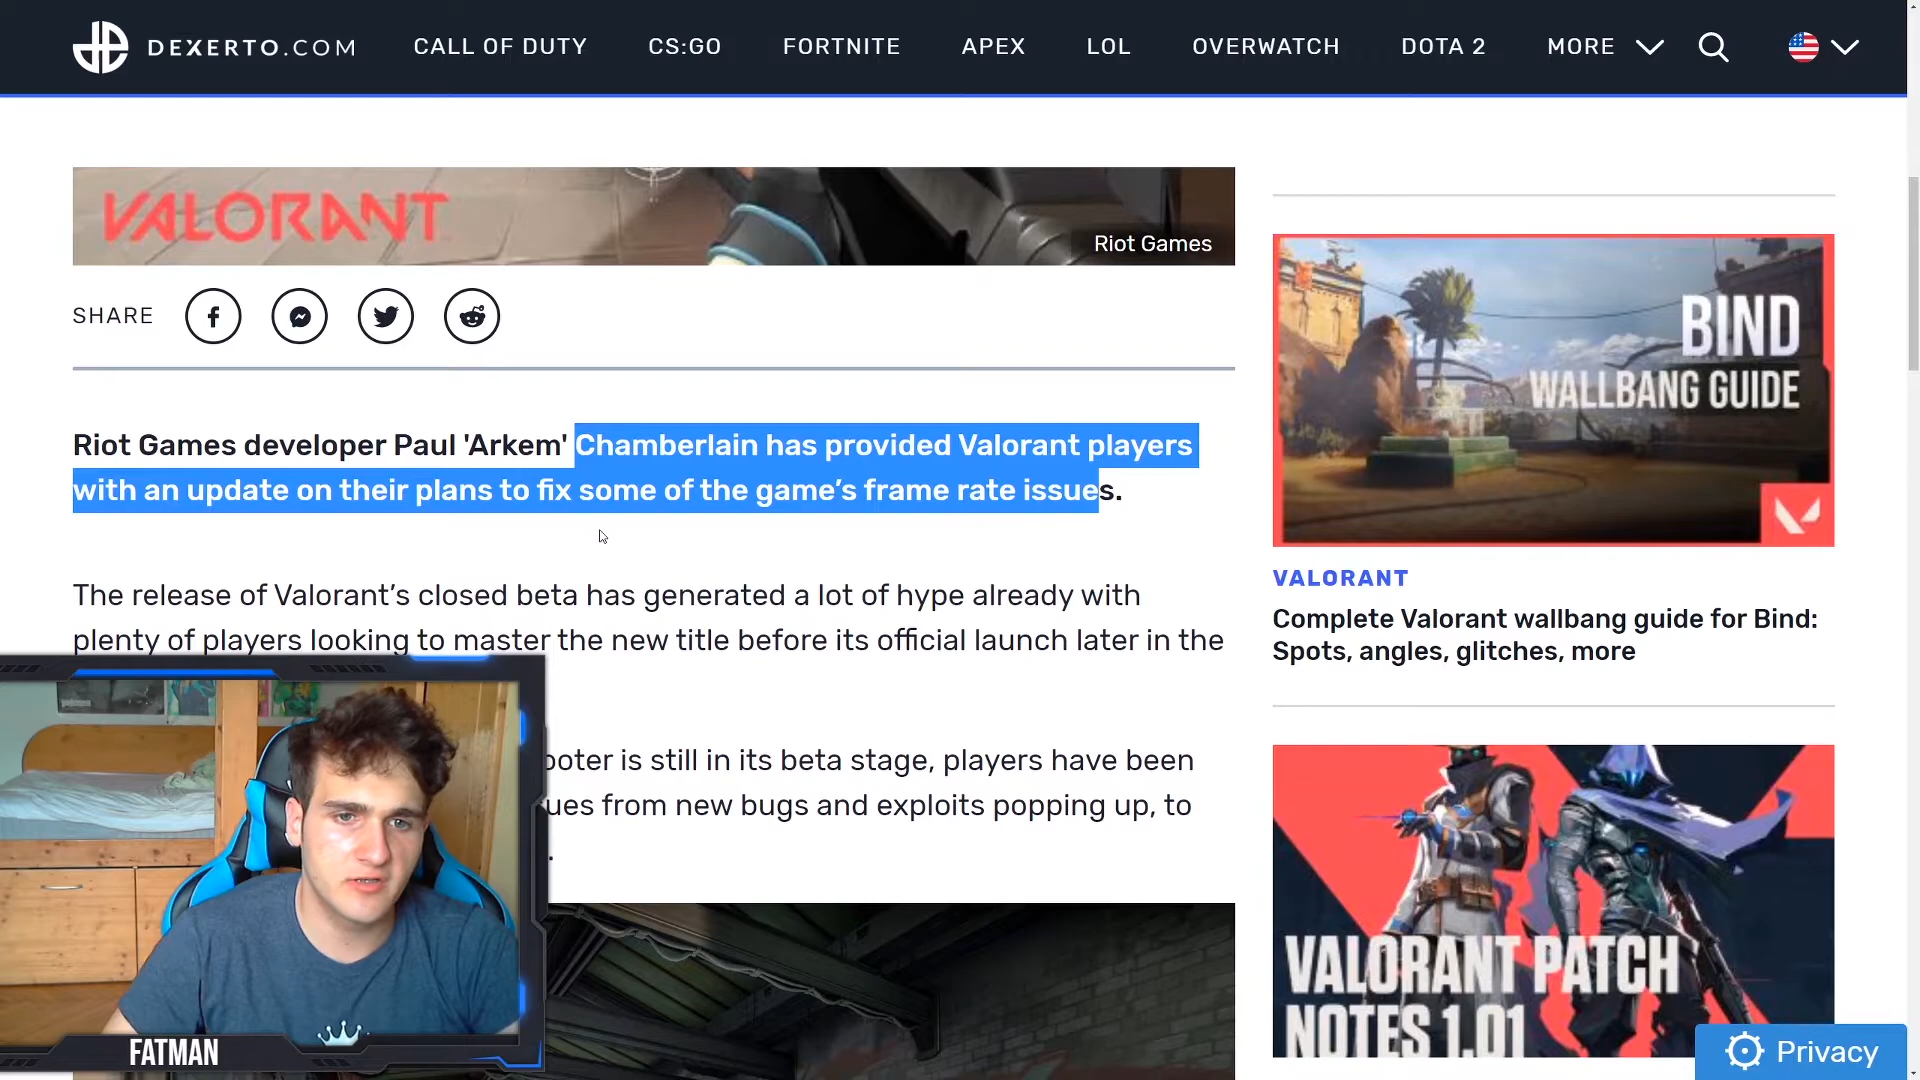 DEXERTO.COM
CALL OF DUTY
CS:GO
FORTNITE
APEX
LOL
OVERWATCH
DOTA 2
MORE
VALORANT
Riot Games
SHARE
Riot Games developer Paul 'Arkem' Chamberlain has provided Valorant players
with an update on their plans to fix some of the game's frame rate issues.
The release of Valorant’s closed beta has generated a lot of hype already with
plenty of players looking to master the new title before its official launch later in the
ooter is still in its beta stage, players have been
ues from new bugs and exploits popping up, to
.
BIND
WALLBANG GUIDE
VALORANT
Complete Valorant wallbang guide for Bind:
Spots, angles, glitches, more
VALORANT PATCH
NOTES 1.01
Privacy
FATMAN